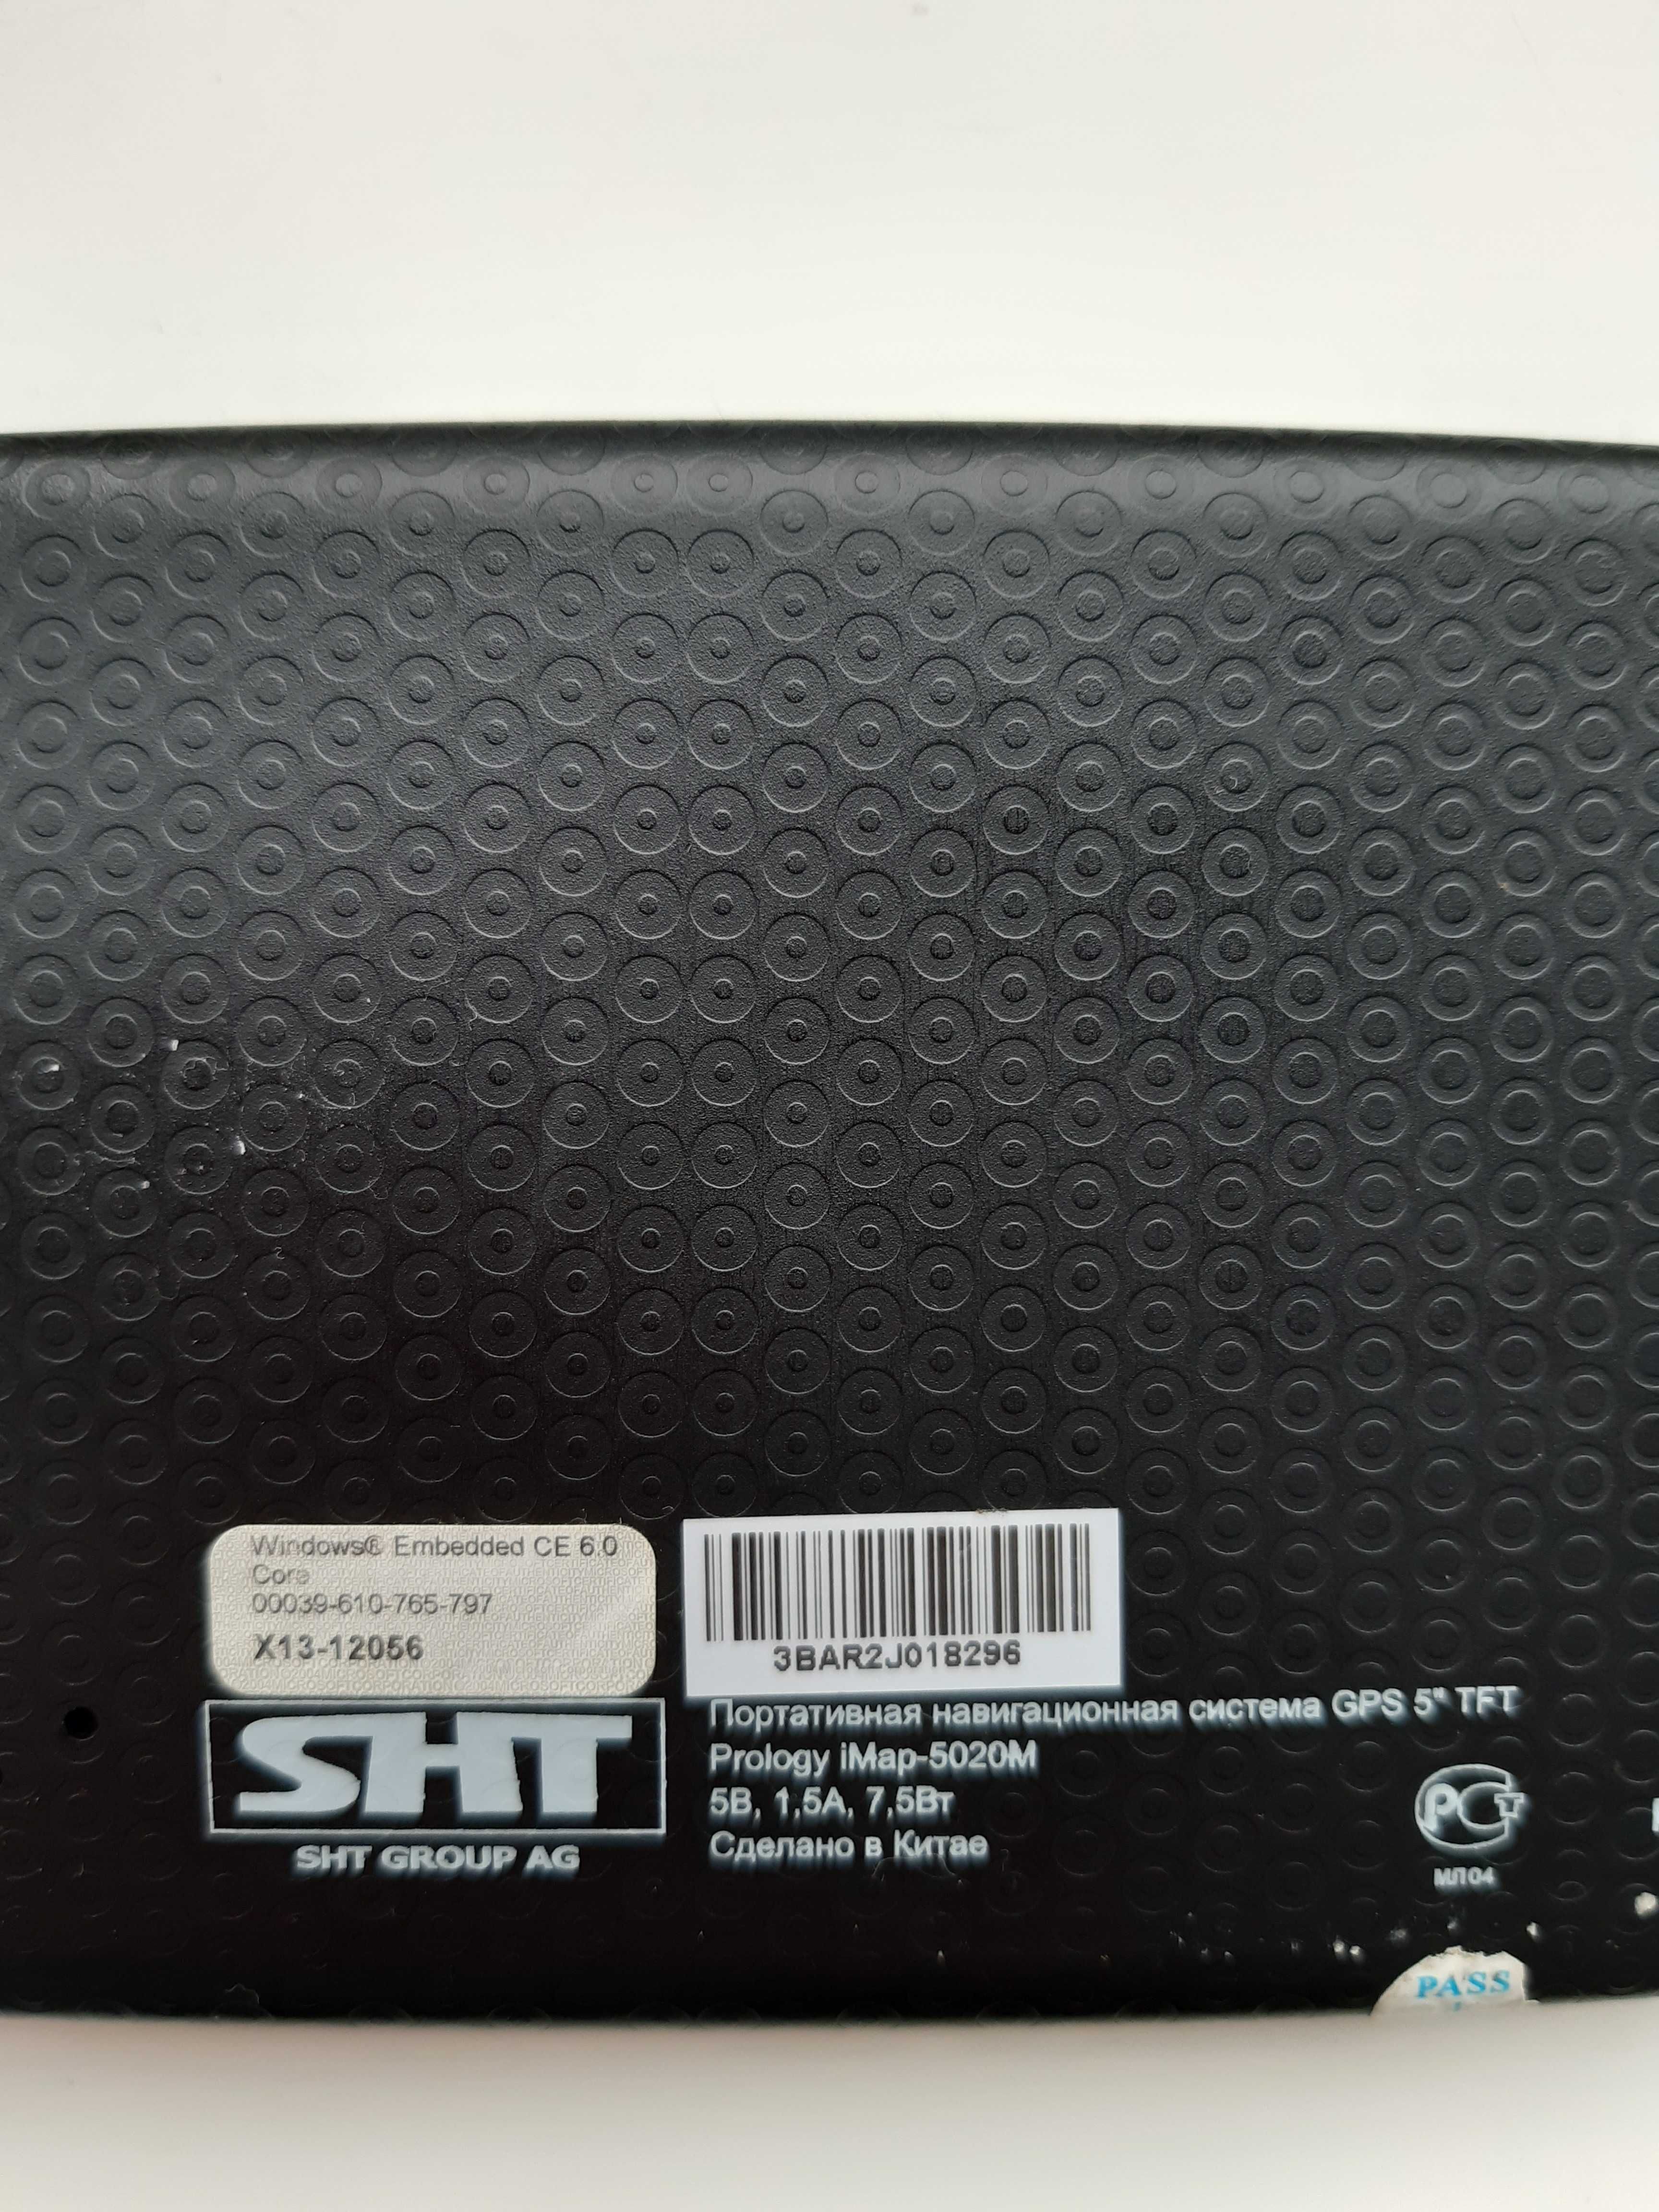 Windows® Embedded CE 6.0
Core
00039-610-765-797
X13-12056
3BAR2J018296
SHT
SHT GROUP AG
Портативная навигационная система GPS 5" TFT
Prology iMap-5020M
5В, 1,5А, 7,5Вт
Сделано в Китае
РСТ
МЛ04
PASS